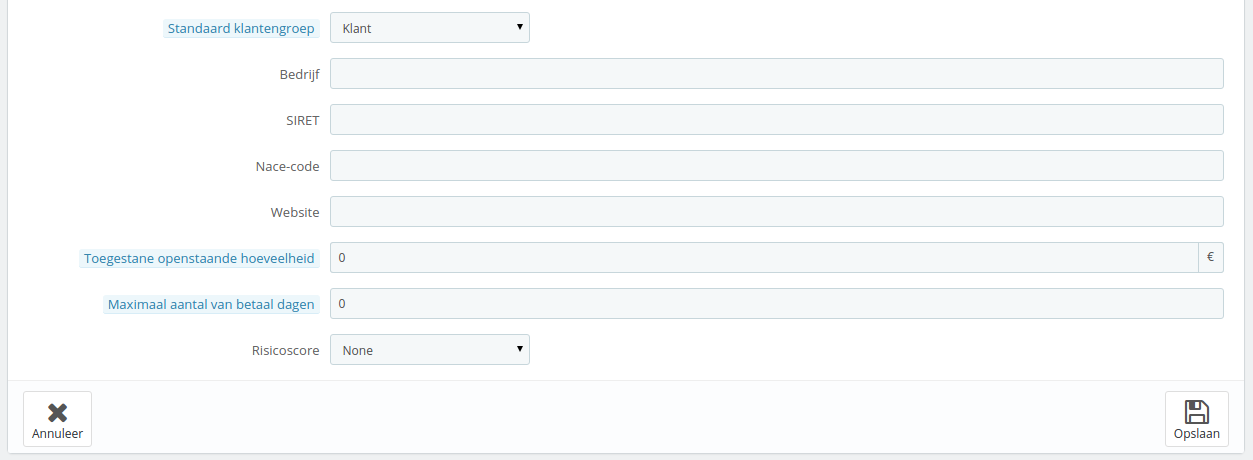 Standaard klantengroep Klant
Bedrijf
SIRET
Nace-code
Website
Toegestane openstaande hoeveelheid 0 €
Maximaal aantal van betaal dagen 0
Risicoscore None
Annuleer Opslaan